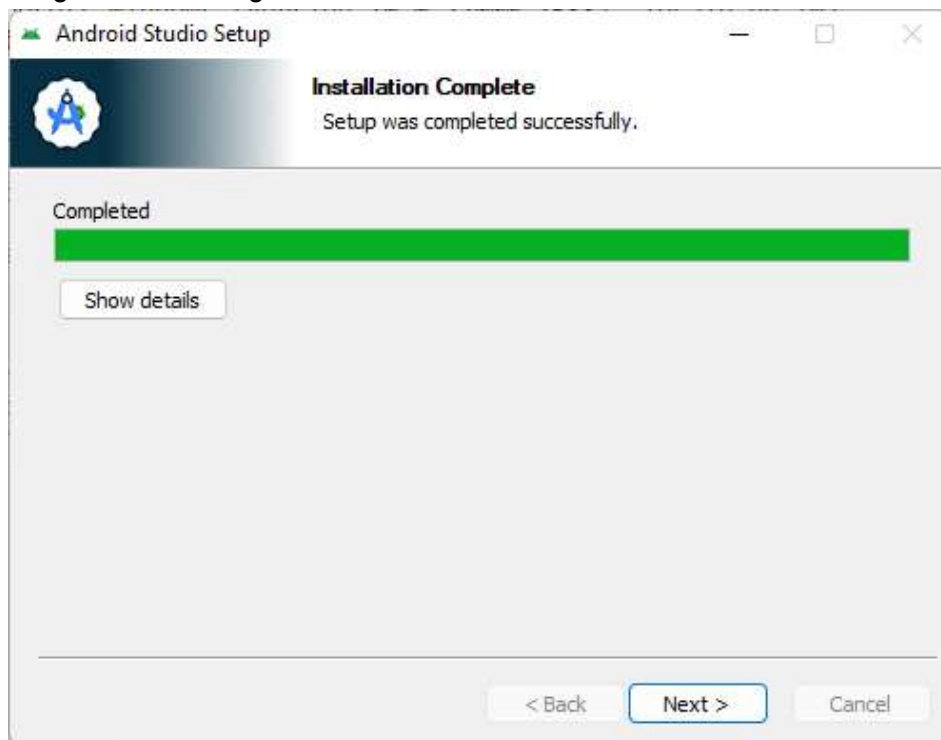 Android Studio Setup
Installation Complete
Setup was completed successfully.
Completed
Show details
< Back Next > Cancel